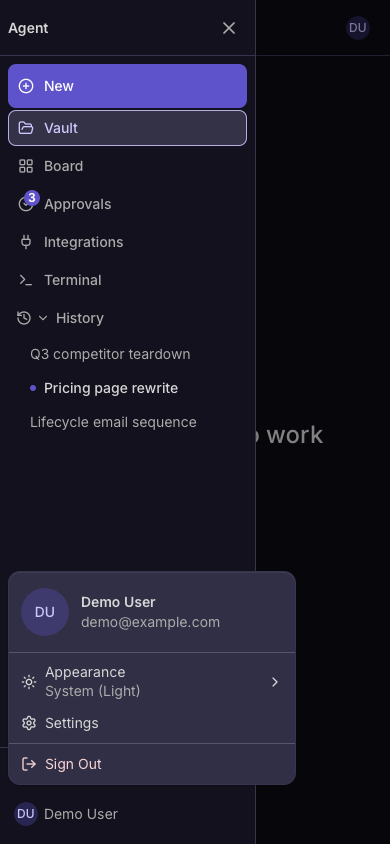 Agent
DU
New
Vault
Board
3
Approvals
Integrations
Terminal
History
Q3 competitor teardown
Pricing page rewrite
Lifecycle email sequence
work
DU
Demo User
demo@example.com
Appearance
System (Light)
Settings
Sign Out
DU
Demo User